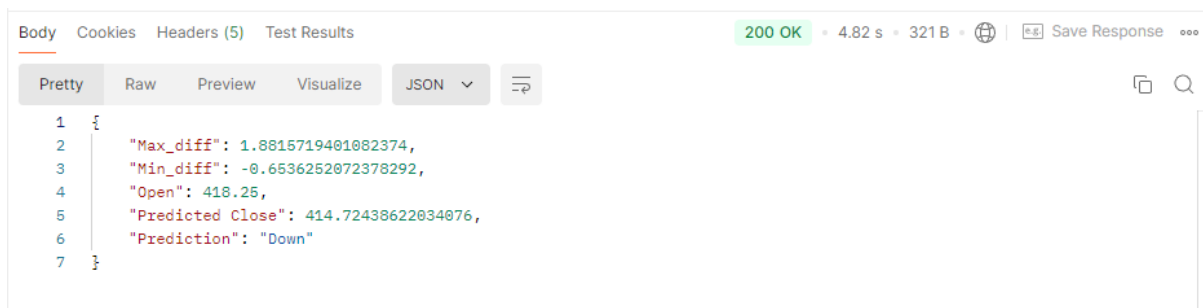 Body Cookies Headers (5) Test Results 200 OK 4.82 s 321 B e.g. Save Response
Pretty Raw Preview Visualize JSON
1 {
2 "Max_diff": 1.8815719401082374,
3 "Min_diff": -0.6536252072378292,
4 "Open": 418.25,
5 "Predicted Close": 414.72438622034076,
6 "Prediction": "Down"
7 }